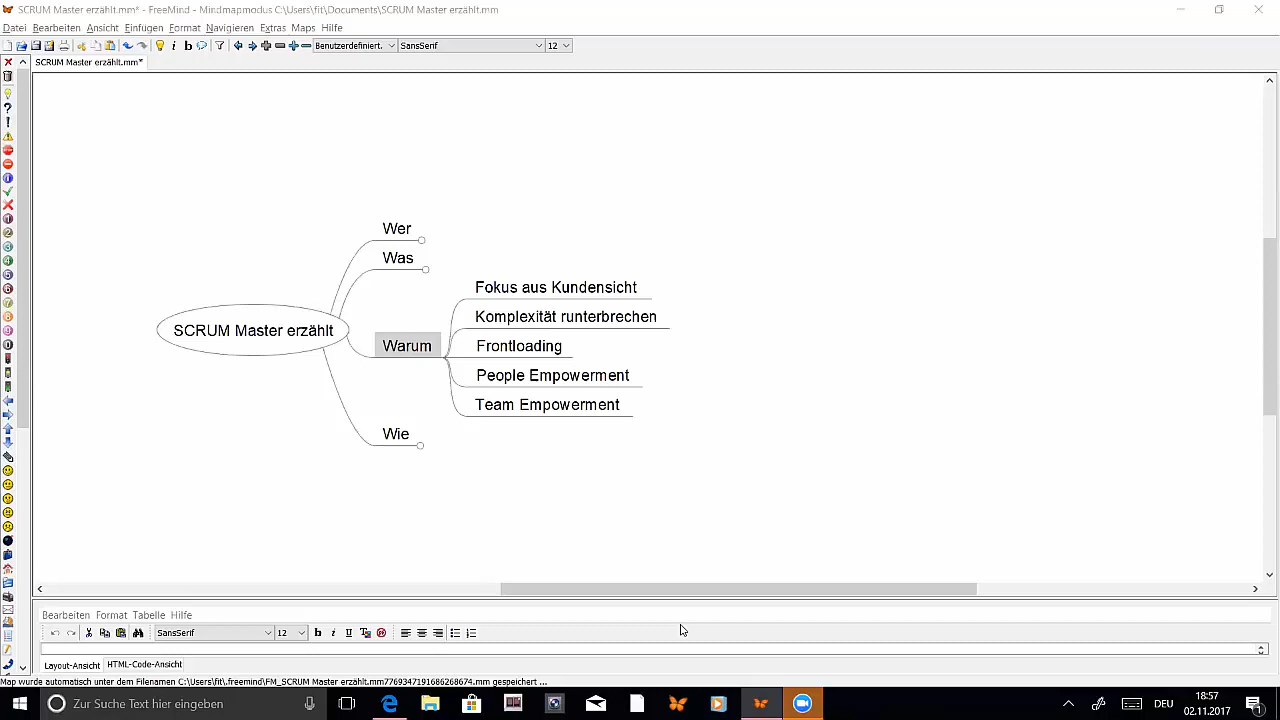 SCRUM Master erzählt.mm* - FreeMind - Mindmapmodus C:\Users\fit\Documents\SCRUM Master erzählt.mm
Datei Bearbeiten Ansicht Einfügen Format Navigieren Extras Maps Hilfe
Benutzerdefiniert. SansSerif 12
SCRUM Master erzählt.mm*
Wer
Was
Fokus aus Kundensicht
Komplexität runterbrechen
SCRUM Master erzählt
Warum
Frontloading
People Empowerment
Team Empowerment
Wie
Bearbeiten Format Tabelle Hilfe
SansSerif 12 b i u
Layout-Ansicht HTML-Code-Ansicht
Map wurde automatisch unter dem Filenamen C:\Users\fit\.freemind\FM_SCRUM Master erzählt.mm7769347191686268674.mm gespeichert ...
Zur Suche Text hier eingeben
DEU
18:57
02.11.2017